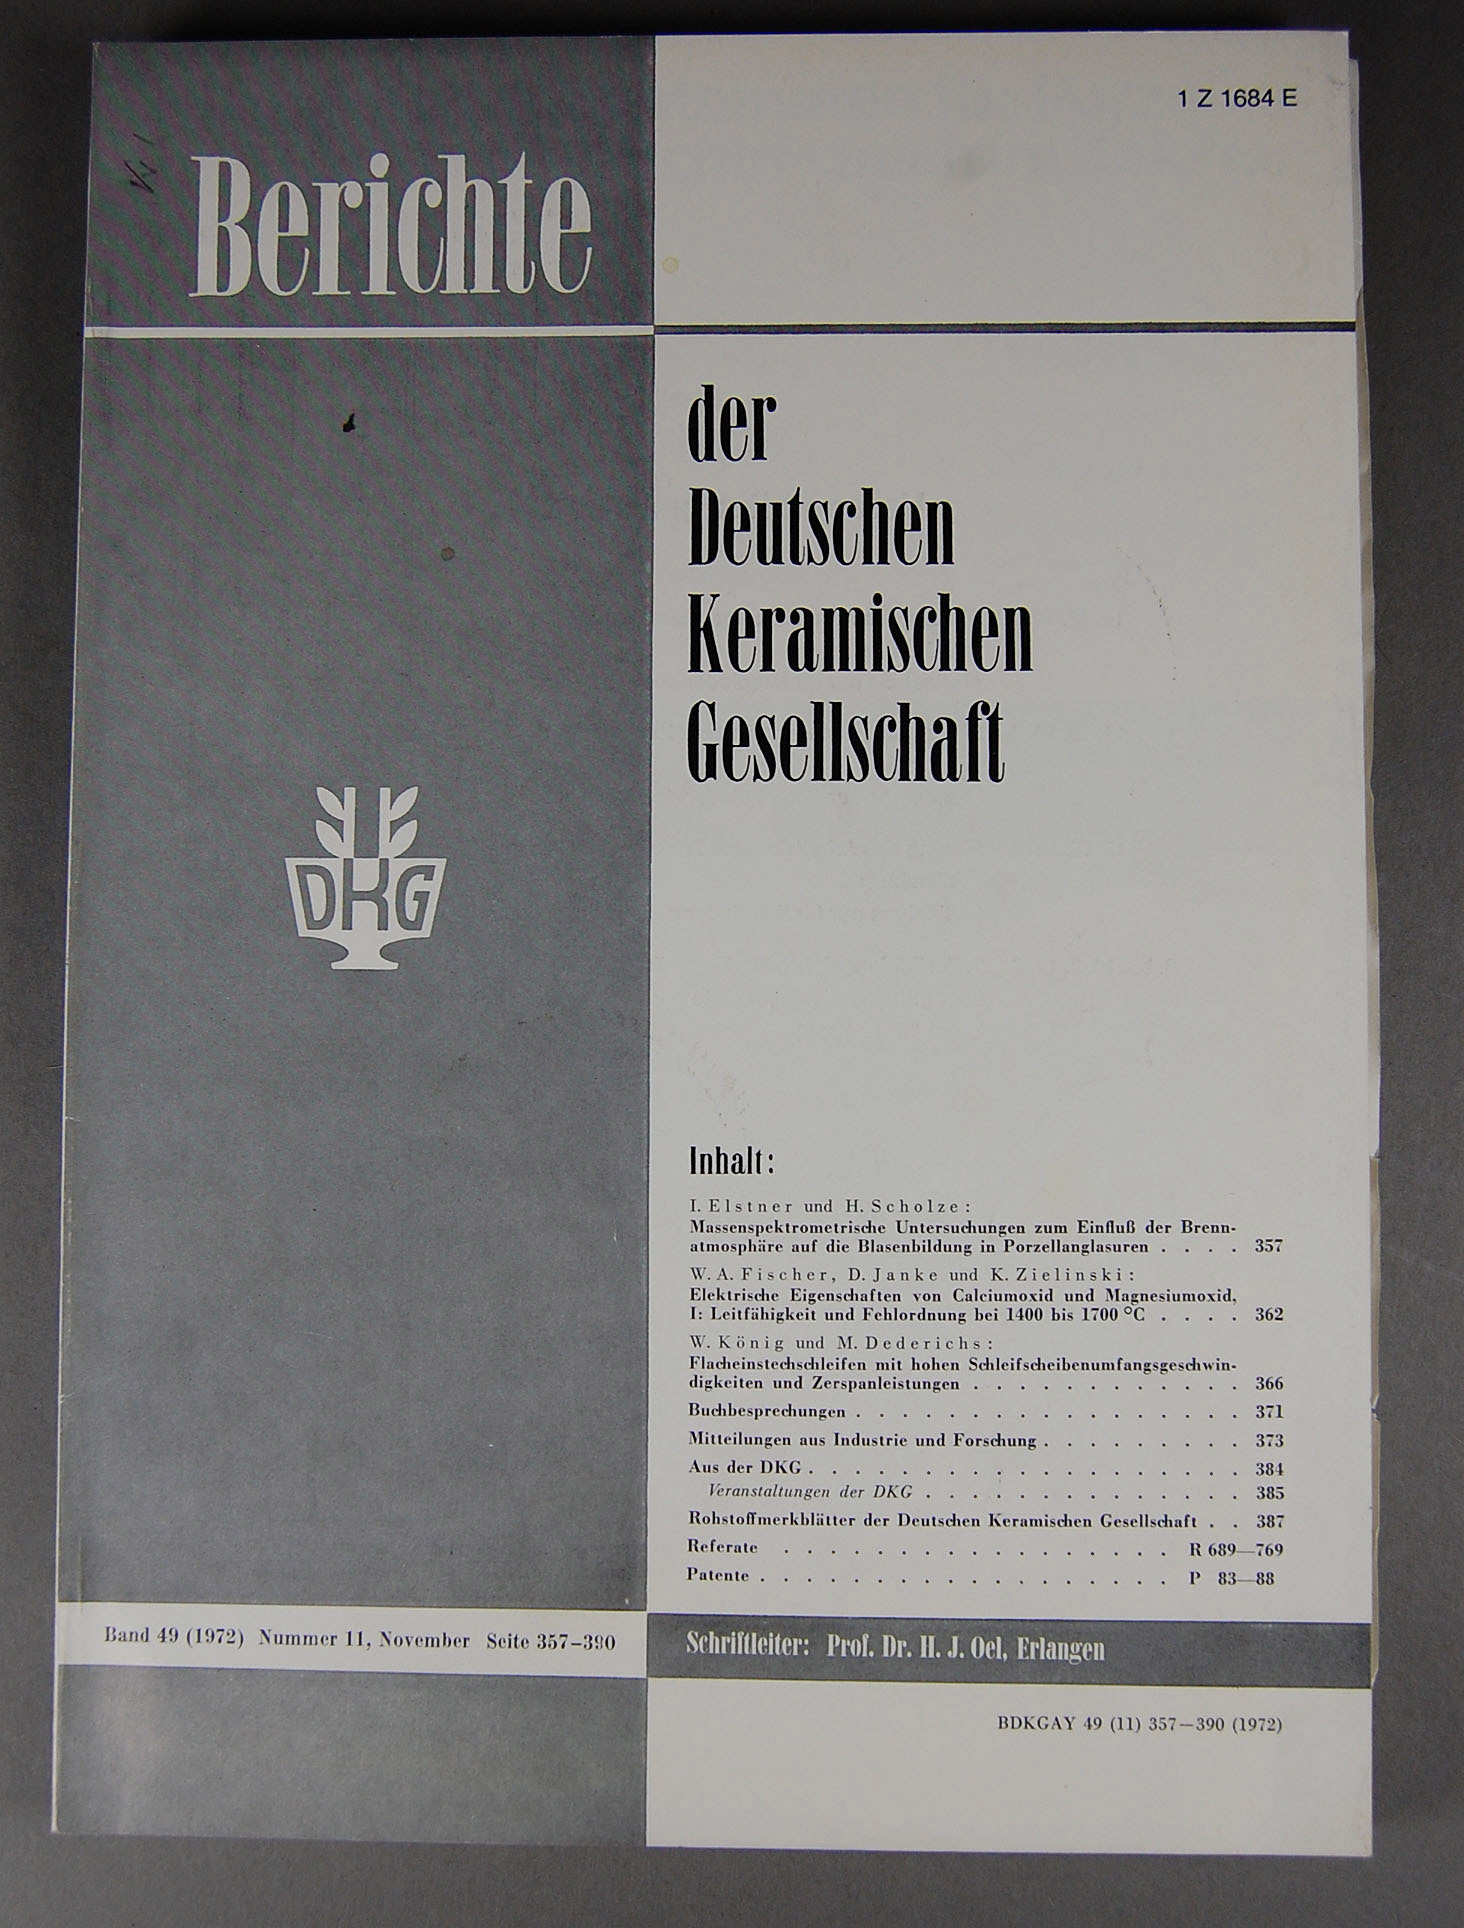 1 Z 1684 E
Berichte
der
Deutschen
Keramischen
Gesellschaft
DKG
Inhalt:
I. Elstner und H. Scholze:
Massenspektrometrische Untersuchungen zum Einfluß der Brenn-
atmosphäre auf die Blasenbildung in Porzellanglasuren . . . . 357
W. A. Fischer, D. Janke und K. Zielinski:
Elektrische Eigenschaften von Calciumoxid und Magnesiumoxid,
I: Leitfähigkeit und Fehlordnung bei 1400 bis 1700 °C . . . . 362
W. König und M. Dederichs:
Flacheinstechschleifen mit hohen Schleifscheibenumfangsgeschwin-
digkeiten und Zerspanleistungen . . . . . . . . . . . . 366
Buchbesprechungen . . . . . . . . . . . . . . . . . 371
Mitteilungen aus Industrie und Forschung . . . . . . . . . 373
Aus der DKG . . . . . . . . . . . . . . . . . . . 384
Veranstaltungen der DKG . . . . . . . . . . . . . . 385
Rohstoffmerkblätter der Deutschen Keramischen Gesellschaft . . 387
Referate . . . . . . . . . . . . . . . . . R 689—769
Patente . . . . . . . . . . . . . . . . . . P 83—88
Band 49 (1972) Nummer 11, November Seite 357-390
Schriftleiter: Prof. Dr. H. J. Oel, Erlangen
BDKGAY 49 (11) 357—390 (1972)